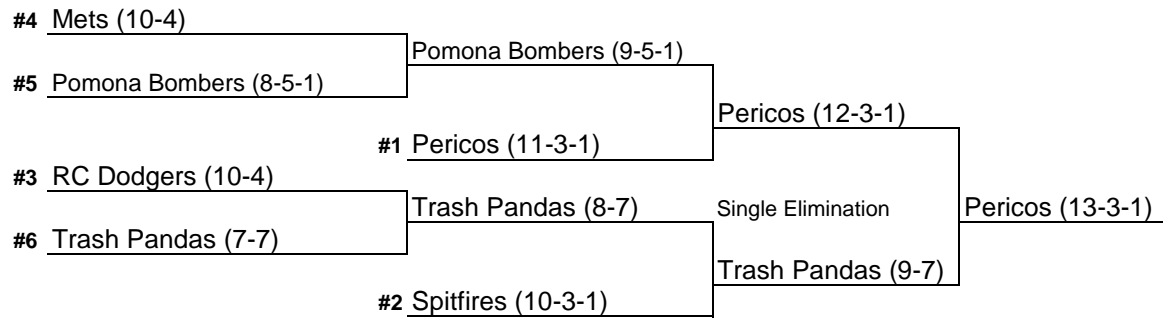 #4 Mets (10-4)
Pomona Bombers (9-5-1)
#5 Pomona Bombers (8-5-1)
Pericos (12-3-1)
#1 Pericos (11-3-1)
#3 RC Dodgers (10-4)
Trash Pandas (8-7)
Single Elimination
Pericos (13-3-1)
#6 Trash Pandas (7-7)
Trash Pandas (9-7)
#2 Spitfires (10-3-1)